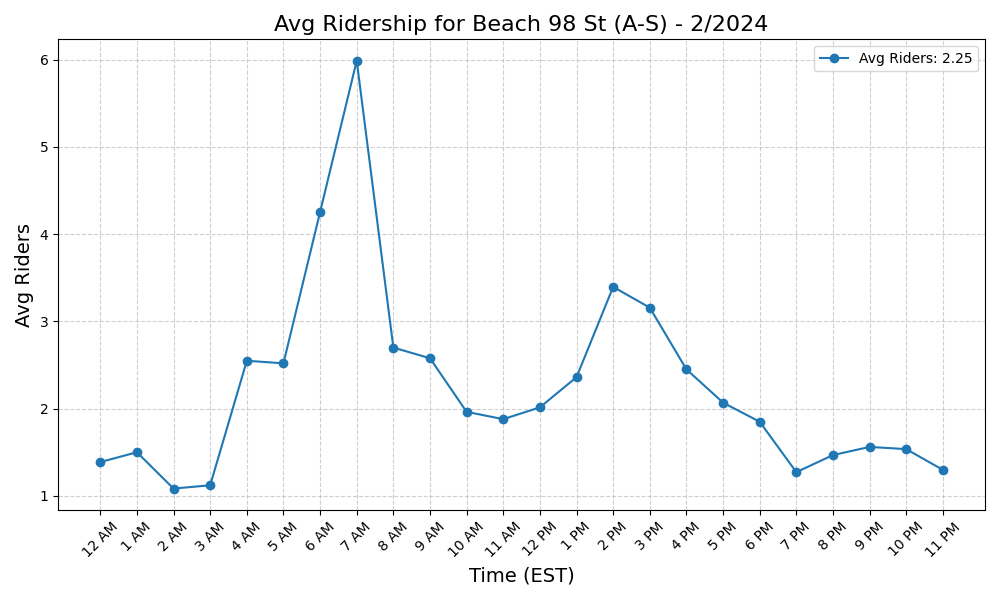 Avg Ridership for Beach 98 St (A-S) - 2/2024
Avg Riders: 2.25
Avg Riders
6
5
4
3
2
1
12 AM
1 AM
2 AM
3 AM
4 AM
5 AM
6 AM
7 AM
8 AM
9 AM
10 AM
11 AM
12 PM
1 PM
2 PM
3 PM
4 PM
5 PM
6 PM
7 PM
8 PM
9 PM
10 PM
11 PM
Time (EST)